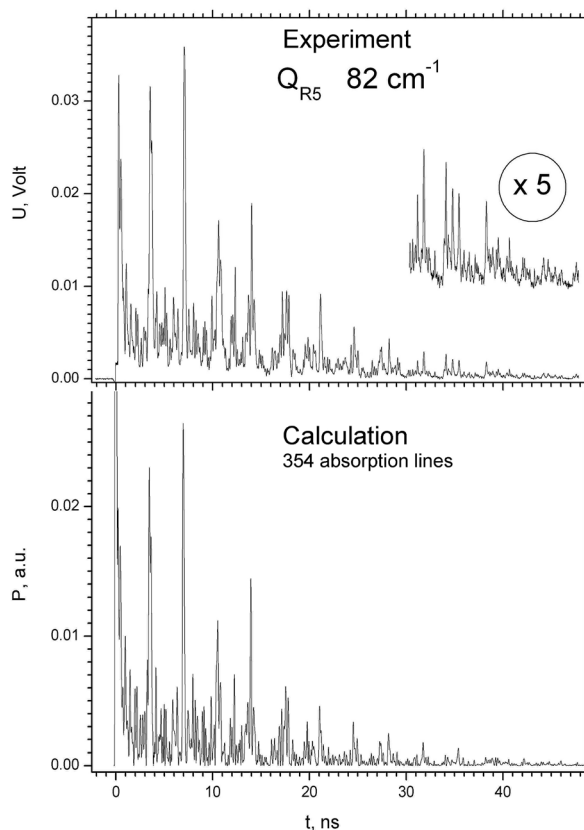 Experiment
Q_R5 82 cm^-1
x 5
U, Volt
0.03
0.02
0.01
0.00
Calculation
354 absorption lines
P, a.u.
0.02
0.01
0.00
0 10 20 30 40
t, ns